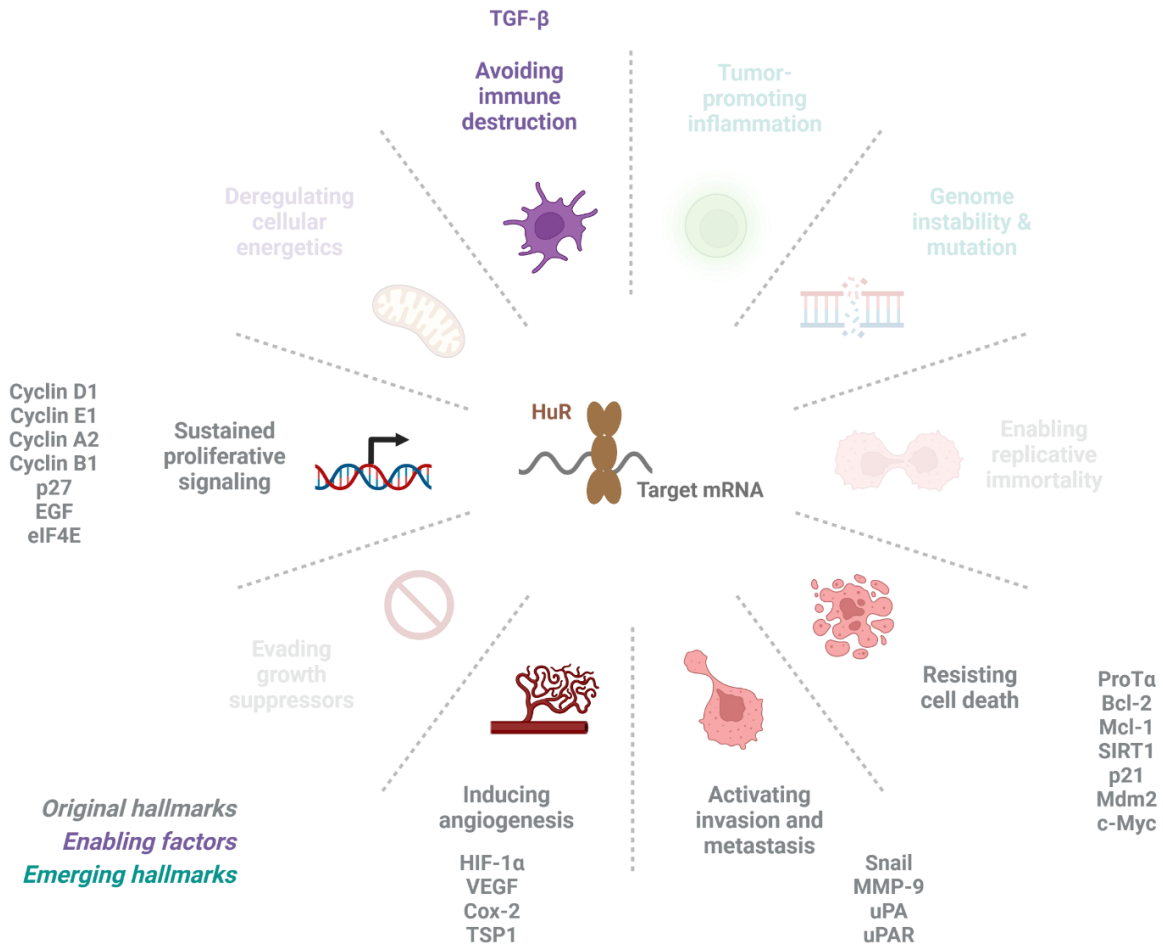 TGF-β
Avoiding
immune
destruction
Tumor-
promoting
inflammation
Deregulating
cellular
energetics
Genome
instability &
mutation
Cyclin D1
Cyclin E1
Cyclin A2
Cyclin B1
p27
EGF
eIF4E
Sustained
proliferative
signaling
HuR
Target mRNA
Enabling
replicative
immortality
Evading
growth
suppressors
Resisting
cell death
ProTα
Bcl-2
Mcl-1
SIRT1
p21
Mdm2
c-Myc
Inducing
angiogenesis
HIF-1α
VEGF
Cox-2
TSP1
Activating
invasion and
metastasis
Snail
MMP-9
uPA
uPAR
Original hallmarks
Enabling factors
Emerging hallmarks